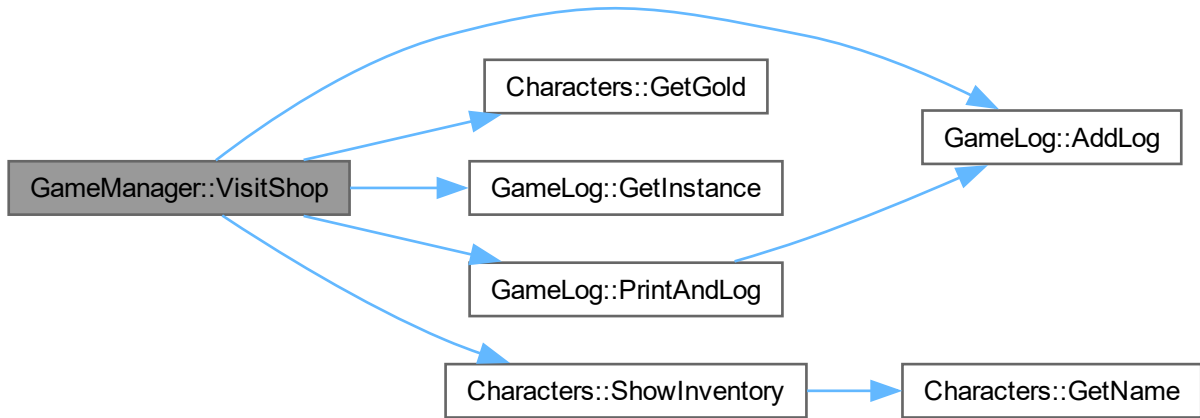 GameManager::VisitShop
Characters::GetGold
GameLog::GetInstance
GameLog::PrintAndLog
Characters::ShowInventory
GameLog::AddLog
Characters::GetName